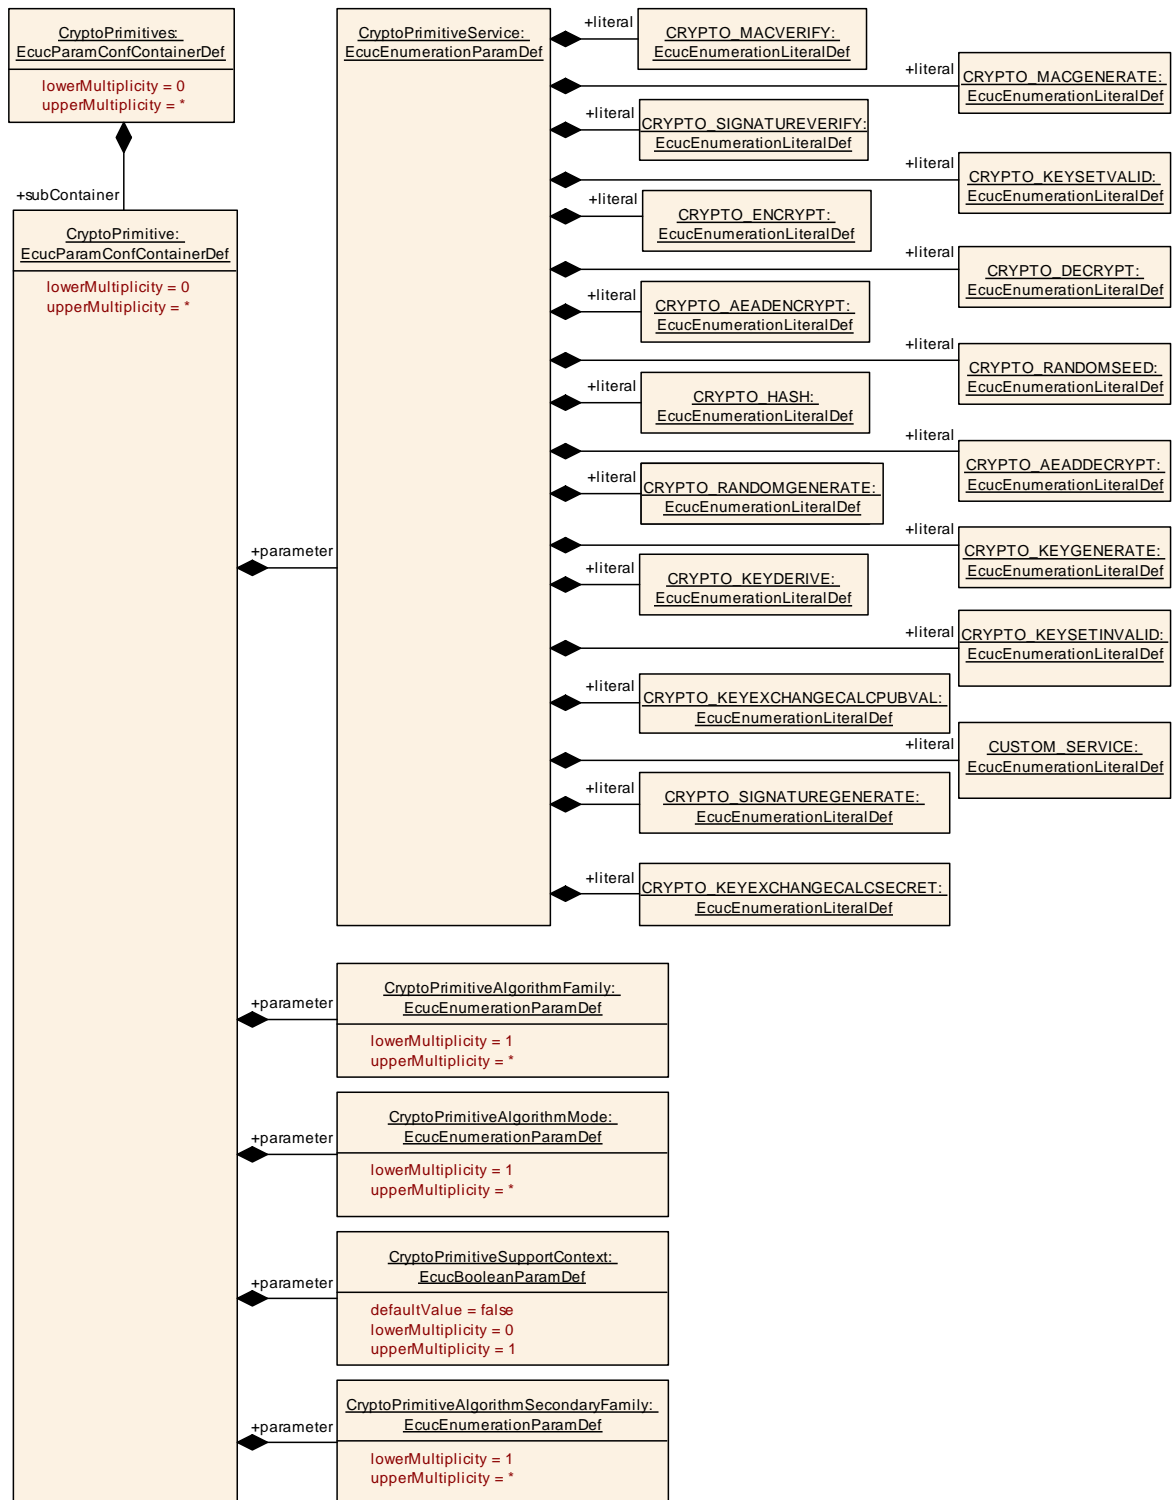 CryptoPrimitives:
EcucParamConfContainerDef
lowerMultiplicity = 0
upperMultiplicity = *
+subContainer
CryptoPrimitive:
EcucParamConfContainerDef
lowerMultiplicity = 0
upperMultiplicity = *
+parameter
CryptoPrimitiveService:
EcucEnumerationParamDef
+literal
CRYPTO_MACVERIFY:
EcucEnumerationLiteralDef
+literal
CRYPTO_MACGENERATE:
EcucEnumerationLiteralDef
+literal
CRYPTO_SIGNATUREVERIFY:
EcucEnumerationLiteralDef
+literal
CRYPTO_KEYSETVALID:
EcucEnumerationLiteralDef
+literal
CRYPTO_ENCRYPT:
EcucEnumerationLiteralDef
+literal
CRYPTO_DECRYPT:
EcucEnumerationLiteralDef
+literal
CRYPTO_AEADENCRYPT:
EcucEnumerationLiteralDef
+literal
CRYPTO_RANDOMSEED:
EcucEnumerationLiteralDef
+literal
CRYPTO_HASH:
EcucEnumerationLiteralDef
+literal
CRYPTO_AEADDECRYPT:
EcucEnumerationLiteralDef
+literal
CRYPTO_RANDOMGENERATE:
EcucEnumerationLiteralDef
+literal
CRYPTO_KEYGENERATE:
EcucEnumerationLiteralDef
+literal
CRYPTO_KEYDERIVE:
EcucEnumerationLiteralDef
+literal
CRYPTO_KEYSETINVALID:
EcucEnumerationLiteralDef
+literal
CRYPTO_KEYEXCHANGECALCPUBVAL:
EcucEnumerationLiteralDef
+literal
CUSTOM_SERVICE:
EcucEnumerationLiteralDef
+literal
CRYPTO_SIGNATUREGENERATE:
EcucEnumerationLiteralDef
+literal
CRYPTO_KEYEXCHANGECALCSECRET:
EcucEnumerationLiteralDef
+parameter
CryptoPrimitiveAlgorithmFamily:
EcucEnumerationParamDef
lowerMultiplicity = 1
upperMultiplicity = *
+parameter
CryptoPrimitiveAlgorithmMode:
EcucEnumerationParamDef
lowerMultiplicity = 1
upperMultiplicity = *
+parameter
CryptoPrimitiveSupportContext:
EcucBooleanParamDef
defaultValue = false
lowerMultiplicity = 0
upperMultiplicity = 1
+parameter
CryptoPrimitiveAlgorithmSecondaryFamily:
EcucEnumerationParamDef
lowerMultiplicity = 1
upperMultiplicity = *